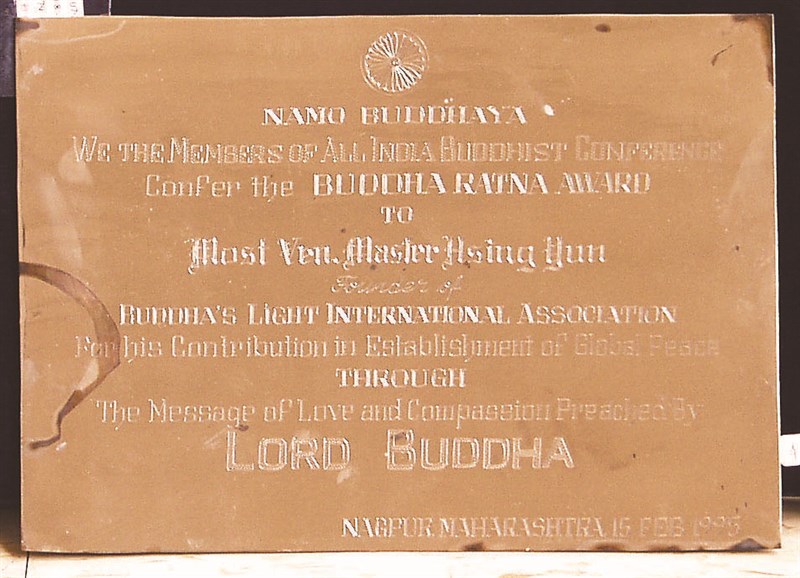 NAMO BUDDHAYA
WE THE MEMBERS OF ALL INDIA BUDDHIST CONFERENCE
Confer the BUDDHA RATNA AWARD
TO
Most Ven. Master Hsing Yun
Founder of
BUDDHA'S LIGHT INTERNATIONAL ASSOCIATION
For his Contribution in Establishment of Global Peace
THROUGH
The Message of Love and Compassion Preached By
LORD BUDDHA
NAGPUR MAHARASHTRA 15 FEB 1995